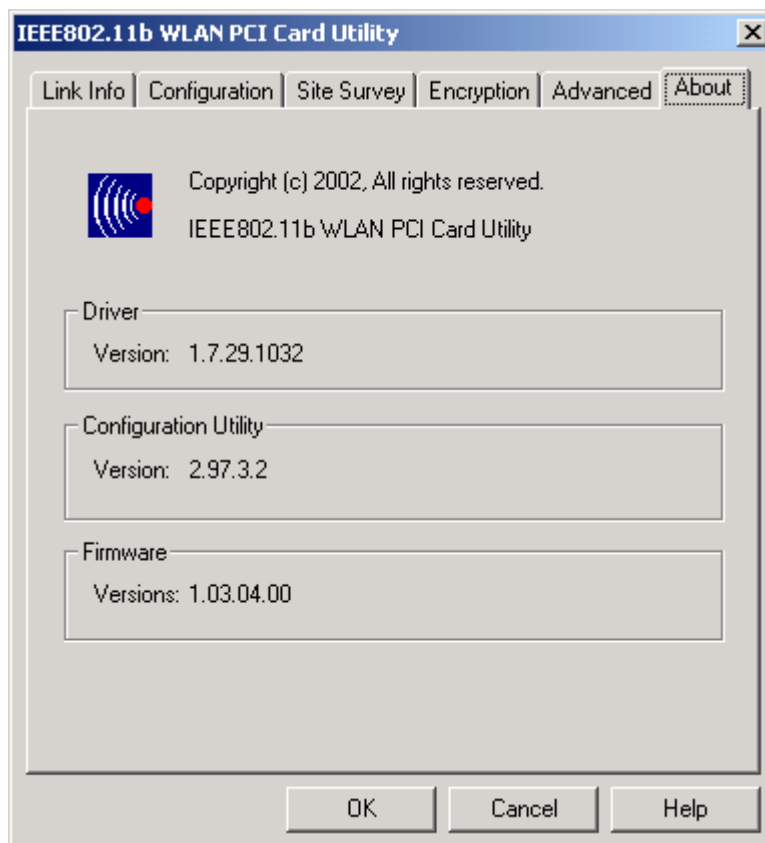 IEEE802.11b WLAN PCI Card Utility
Link Info Configuration Site Survey Encryption Advanced About
Copyright (c) 2002, All rights reserved.
IEEE802.11b WLAN PCI Card Utility
Driver
Version: 1.7.29.1032
Configuration Utility
Version: 2.97.3.2
Firmware
Versions: 1.03.04.00
OK Cancel Help